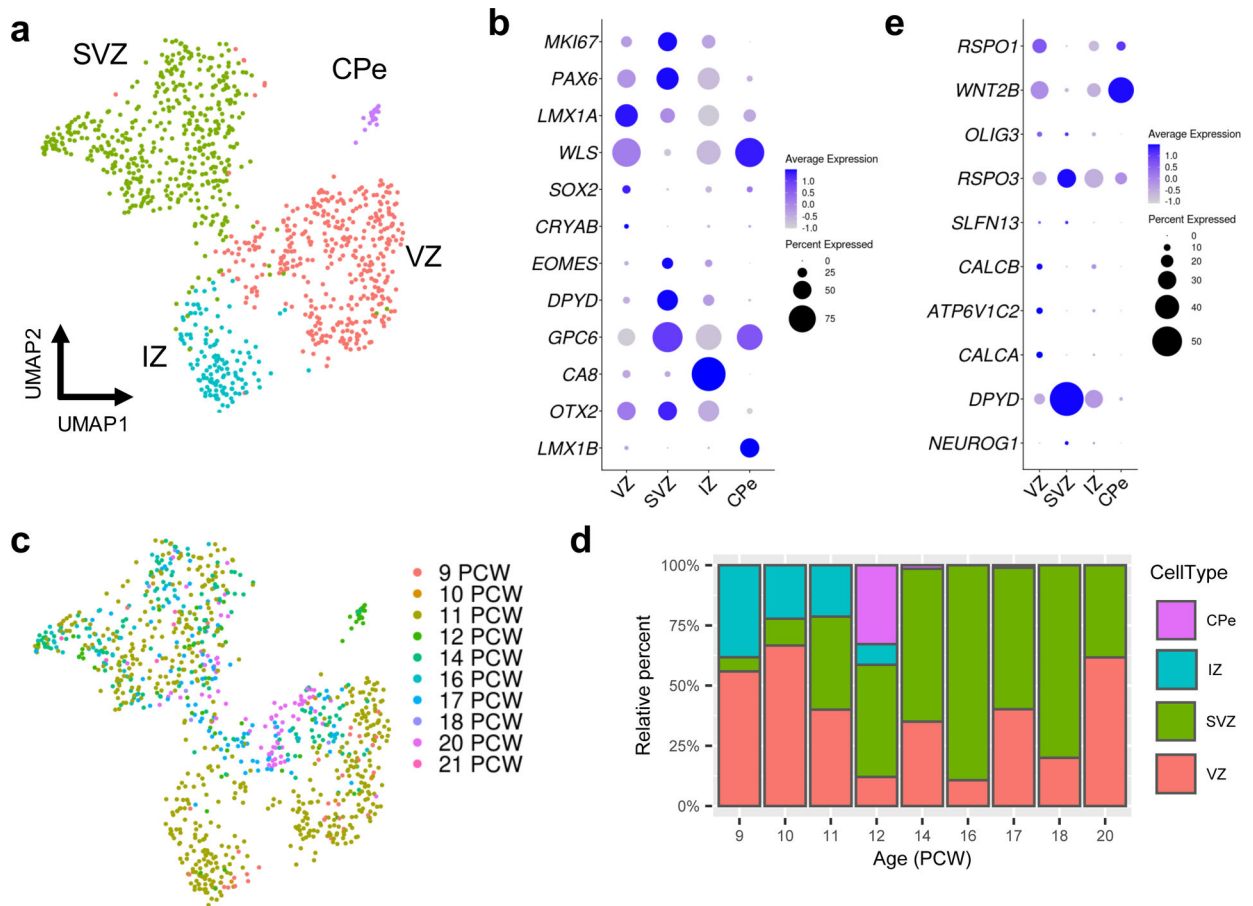 a
SVZ
CPe
VZ
IZ
UMAP2
UMAP1
b
MKI67
PAX6
LMX1A
WLS
SOX2
CRYAB
EOMES
DPYD
GPC6
CA8
OTX2
LMX1B
VZ
SVZ
IZ
CPe
Average Expression
1.0
0.5
0.0
-0.5
-1.0
Percent Expressed
0
25
50
75
e
RSPO1
WNT2B
OLIG3
RSPO3
SLFN13
CALCB
ATP6V1C2
CALCA
DPYD
NEUROG1
VZ
SVZ
IZ
CPe
Average Expression
1.0
0.5
0.0
-0.5
-1.0
Percent Expressed
0
10
20
30
40
50
c
9 PCW
10 PCW
11 PCW
12 PCW
14 PCW
16 PCW
17 PCW
18 PCW
20 PCW
21 PCW
d
100%
75%
50%
25%
0%
Relative percent
9 10 11 12 14 16 17 18 20
Age (PCW)
CellType
CPe
IZ
SVZ
VZ